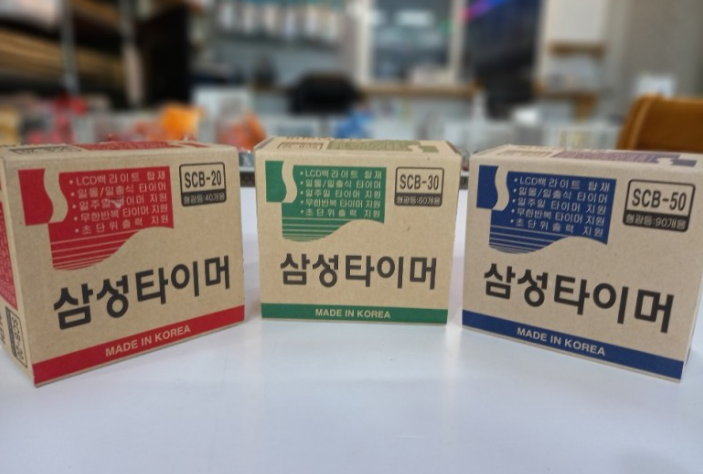 • LCD백 라이트 탑재
• 일몰/일출식 타이머
• 일주일 타이머 지원
• 무한반복 타이머 지원
• 초 단위 출력 지원
SCB-20
형광등:40개용
삼성타이머
MADE IN KOREA
• LCD백 라이트 탑재
• 일몰/일출식 타이머
• 일주일 타이머 지원
• 무한반복 타이머 지원
• 초 단위 출력 지원
SCB-30
형광등:60개용
삼성타이머
MADE IN KOREA
• LCD백 라이트 탑재
• 일몰/일출식 타이머
• 일주일 타이머 지원
• 무한반복 타이머 지원
• 초 단위 출력 지원
SCB-50
형광등:90개용
삼성타이머
MADE IN KOREA